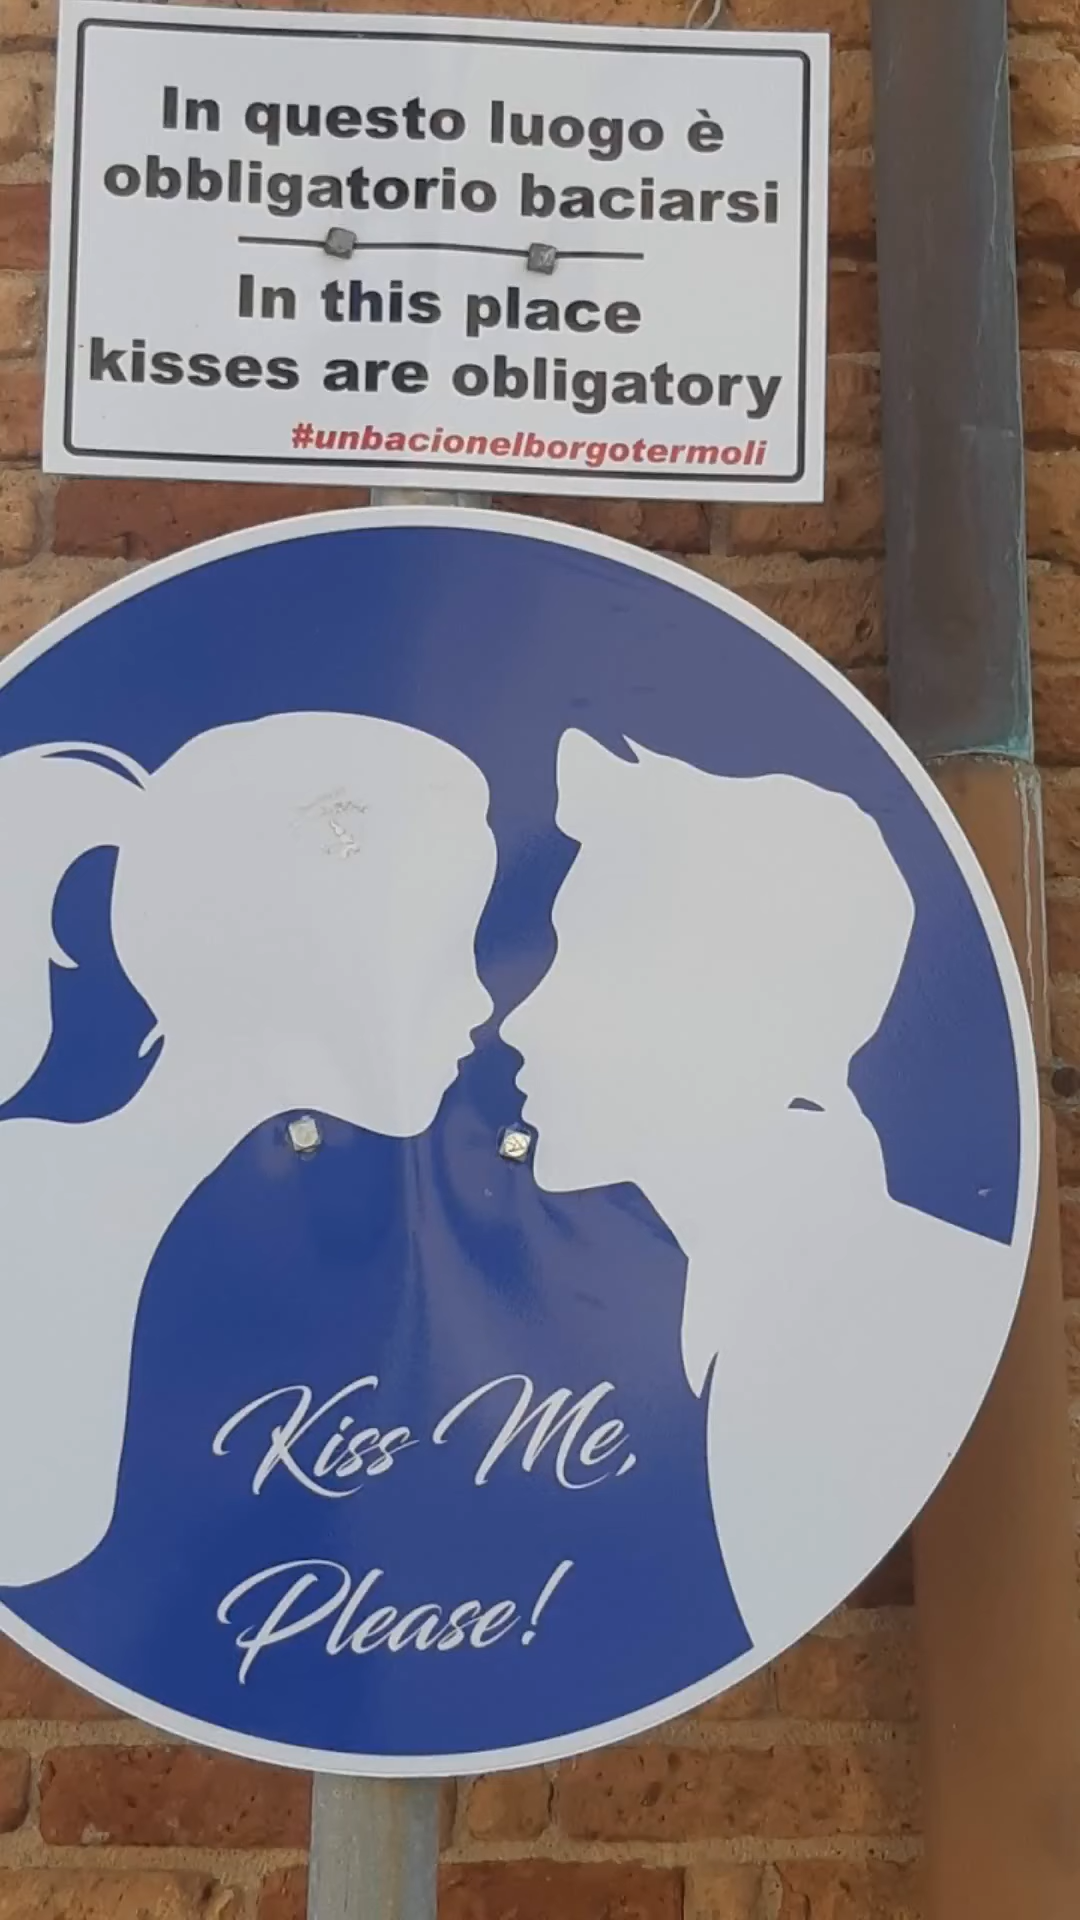 In questo luogo è
obbligatorio baciarsi
In this place
kisses are obligatory
#unbacionelborgotermoli
Kiss Me,
Please!